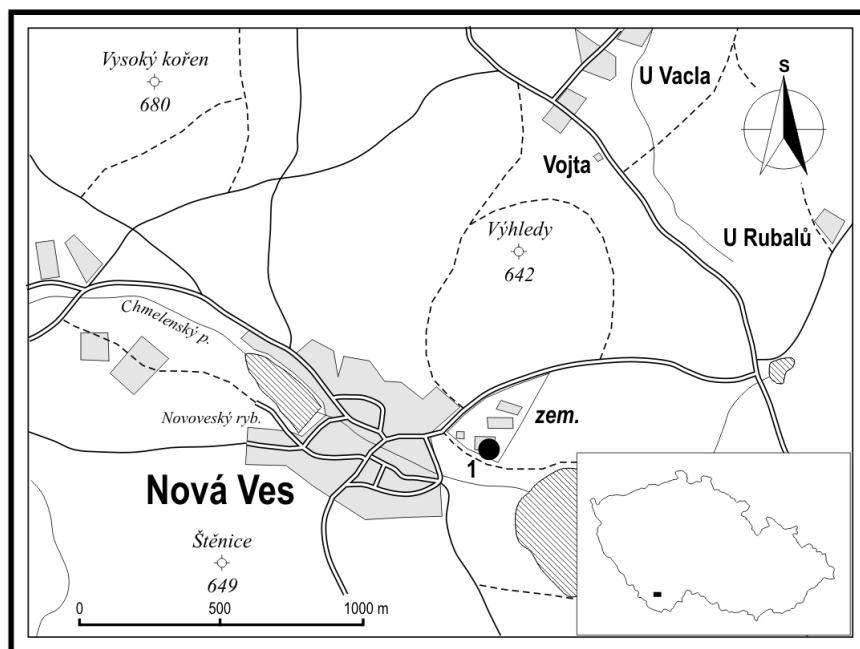 Vysoký kořen
680
U Vacla
S
Vojta
U Rubalů
Výhledy
642
Chmelenský p.
Novoveský ryb.
zem.
1
Nová Ves
Štěnice
649
0 500 1000 m